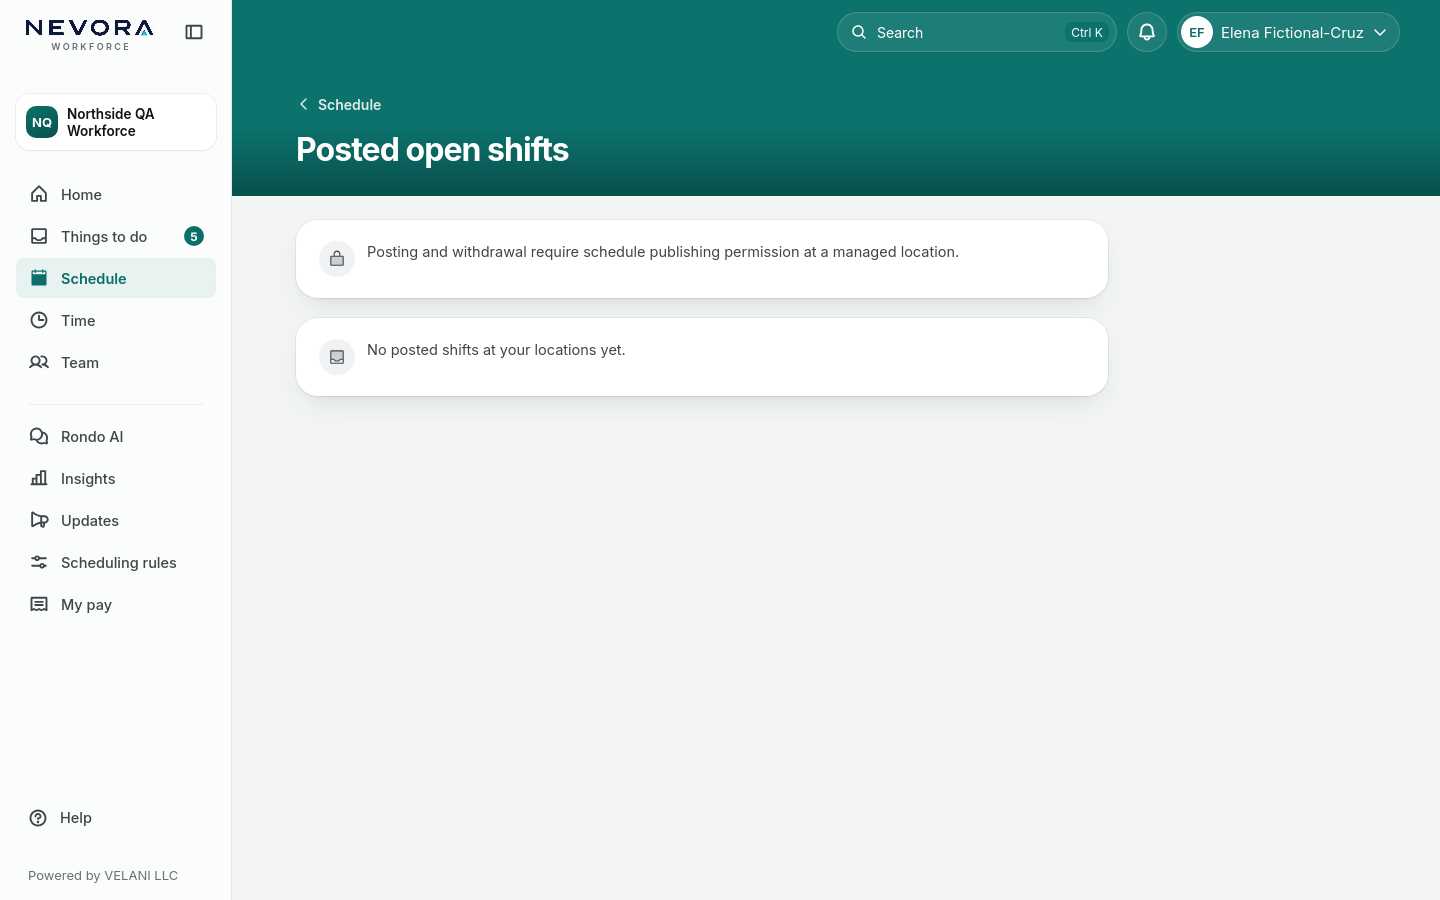 NEVORA
WORKFORCE
Search
Ctrl K
EF
Elena Fictional-Cruz
NQ
Northside QA
Workforce
Home
Things to do
5
Schedule
Time
Team
Rondo AI
Insights
Updates
Scheduling rules
My pay
Help
Powered by VELANI LLC
Schedule
Posted open shifts
Posting and withdrawal require schedule publishing permission at a managed location.
No posted shifts at your locations yet.